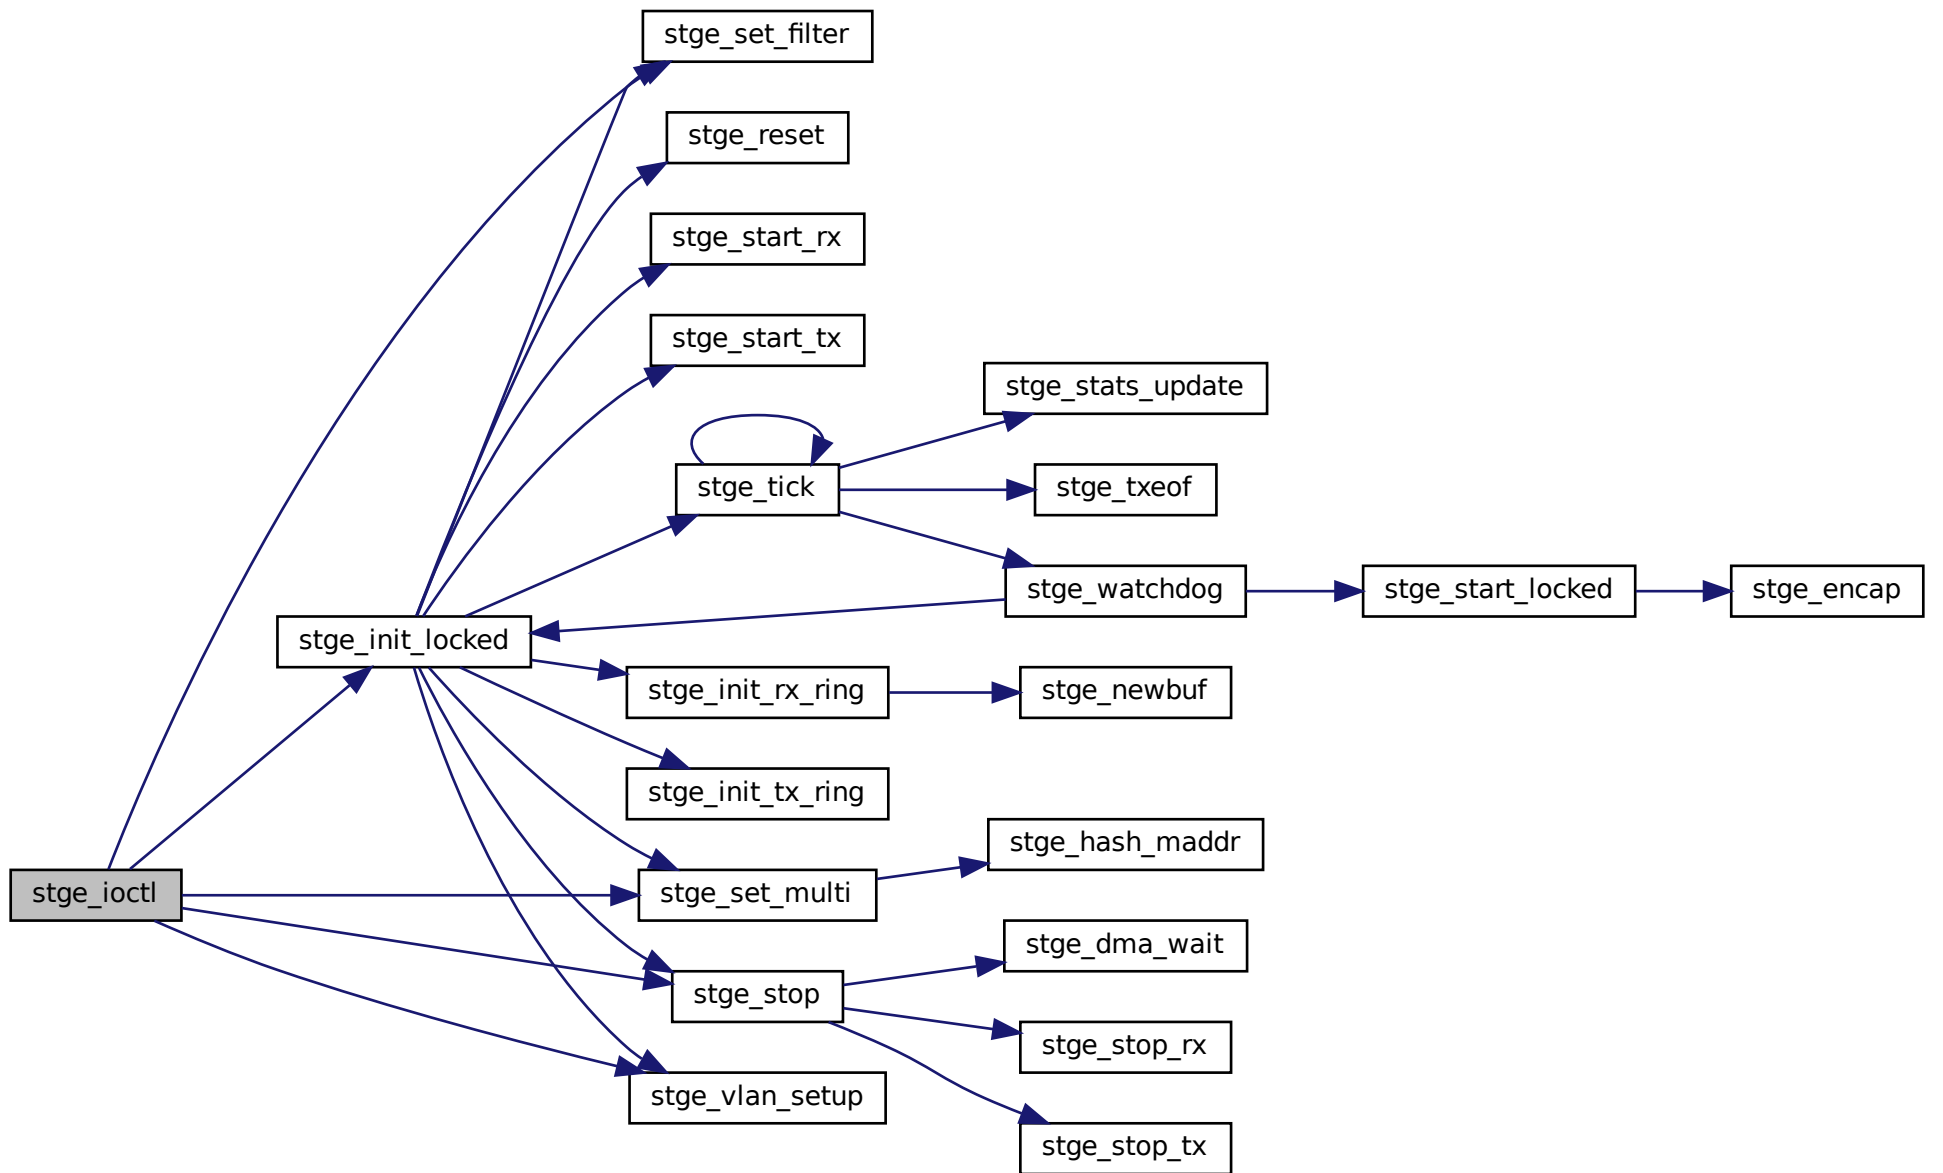 stge_set_filter
stge_reset
stge_start_rx
stge_start_tx
stge_stats_update
stge_tick
stge_txeof
stge_watchdog
stge_start_locked
stge_encap
stge_init_locked
stge_init_rx_ring
stge_newbuf
stge_init_tx_ring
stge_hash_maddr
stge_ioctl
stge_set_multi
stge_dma_wait
stge_stop
stge_stop_rx
stge_vlan_setup
stge_stop_tx